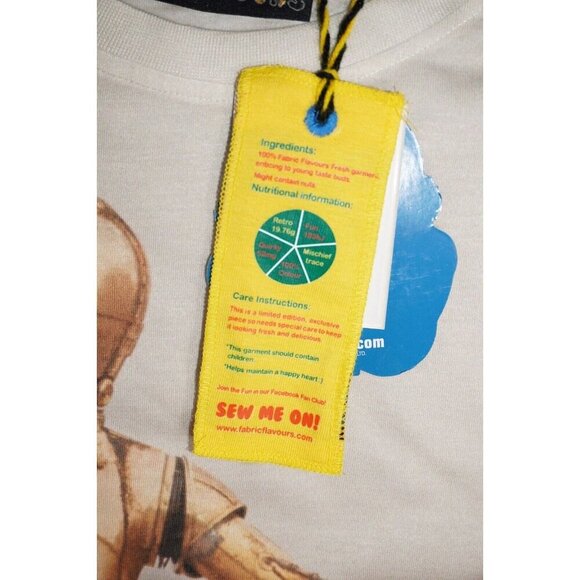 Ingredients:
100% Fabric Flavours Fresh garment,
enticing to young taste buds.
Might contain nuts.
Nutritional information:
Retro
19.76g
Fun
Mischief
trace
Quirky
50mg
100%
Odour
Care Instructions:
This is a limited edition, exclusive
piece so needs special care to keep
it looking fresh and delicious.
*This garment should contain
children.
*Helps maintain a happy heart :)
Join the Fun in our Facebook Fan Club!
SEW ME ON!
www.fabricflavours.com
.com
Ltd.